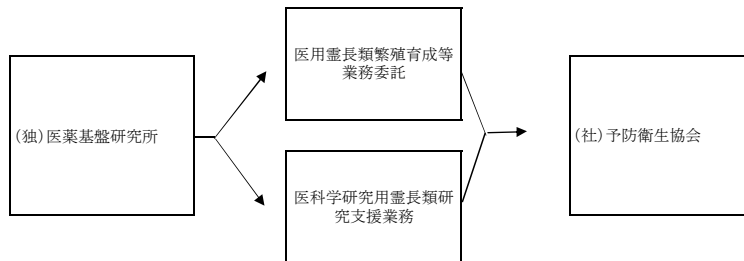 (独)医薬基盤研究所
医用霊長類繁殖育成等
業務委託
医科学研究用霊長類研
究支援業務
(社)予防衛生協会